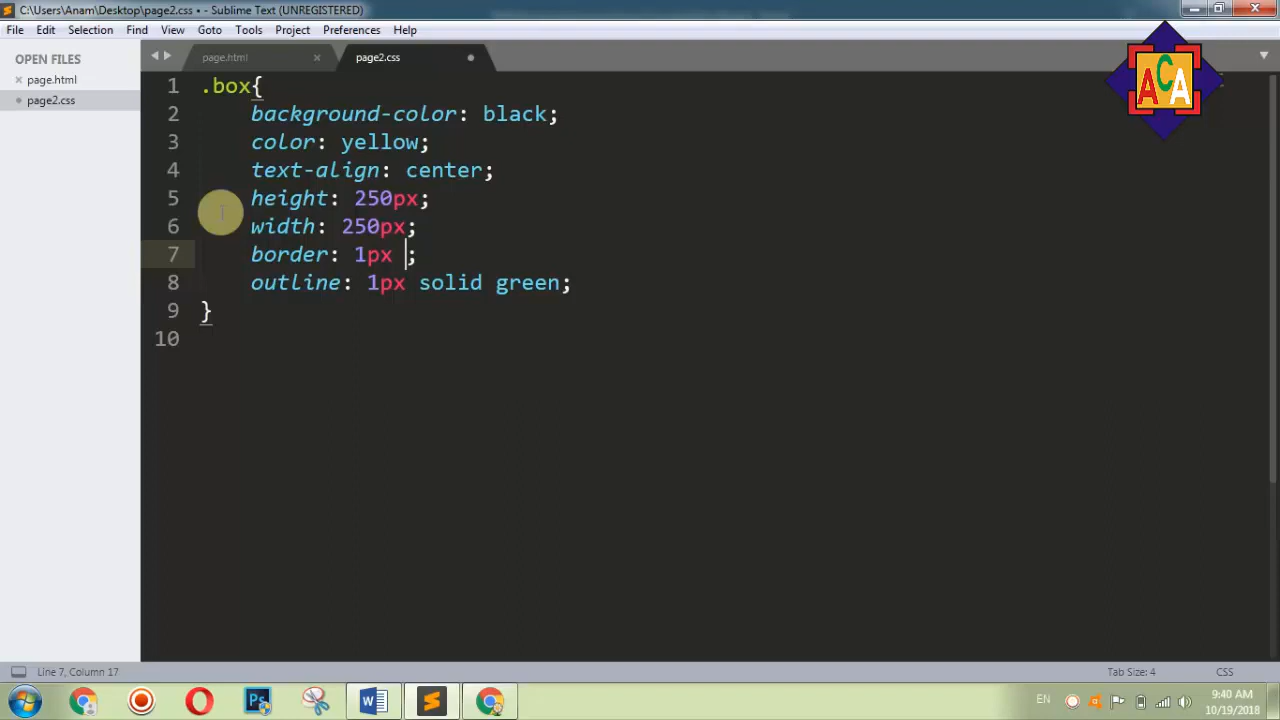 C:\Users\Anam\Desktop\page2.css • - Sublime Text (UNREGISTERED)
File Edit Selection Find View Goto Tools Project Preferences Help
OPEN FILES
page.html
page2.css
page.html
page2.css
1 .box{
2 background-color: black;
3 color: yellow;
4 text-align: center;
5 height: 250px;
6 width: 250px;
7 border: 1px ;
8 outline: 1px solid green;
9 }
10
ACA
Line 7, Column 17
Tab Size: 4
CSS
Ps
W
EN
9:40 AM
10/19/2018